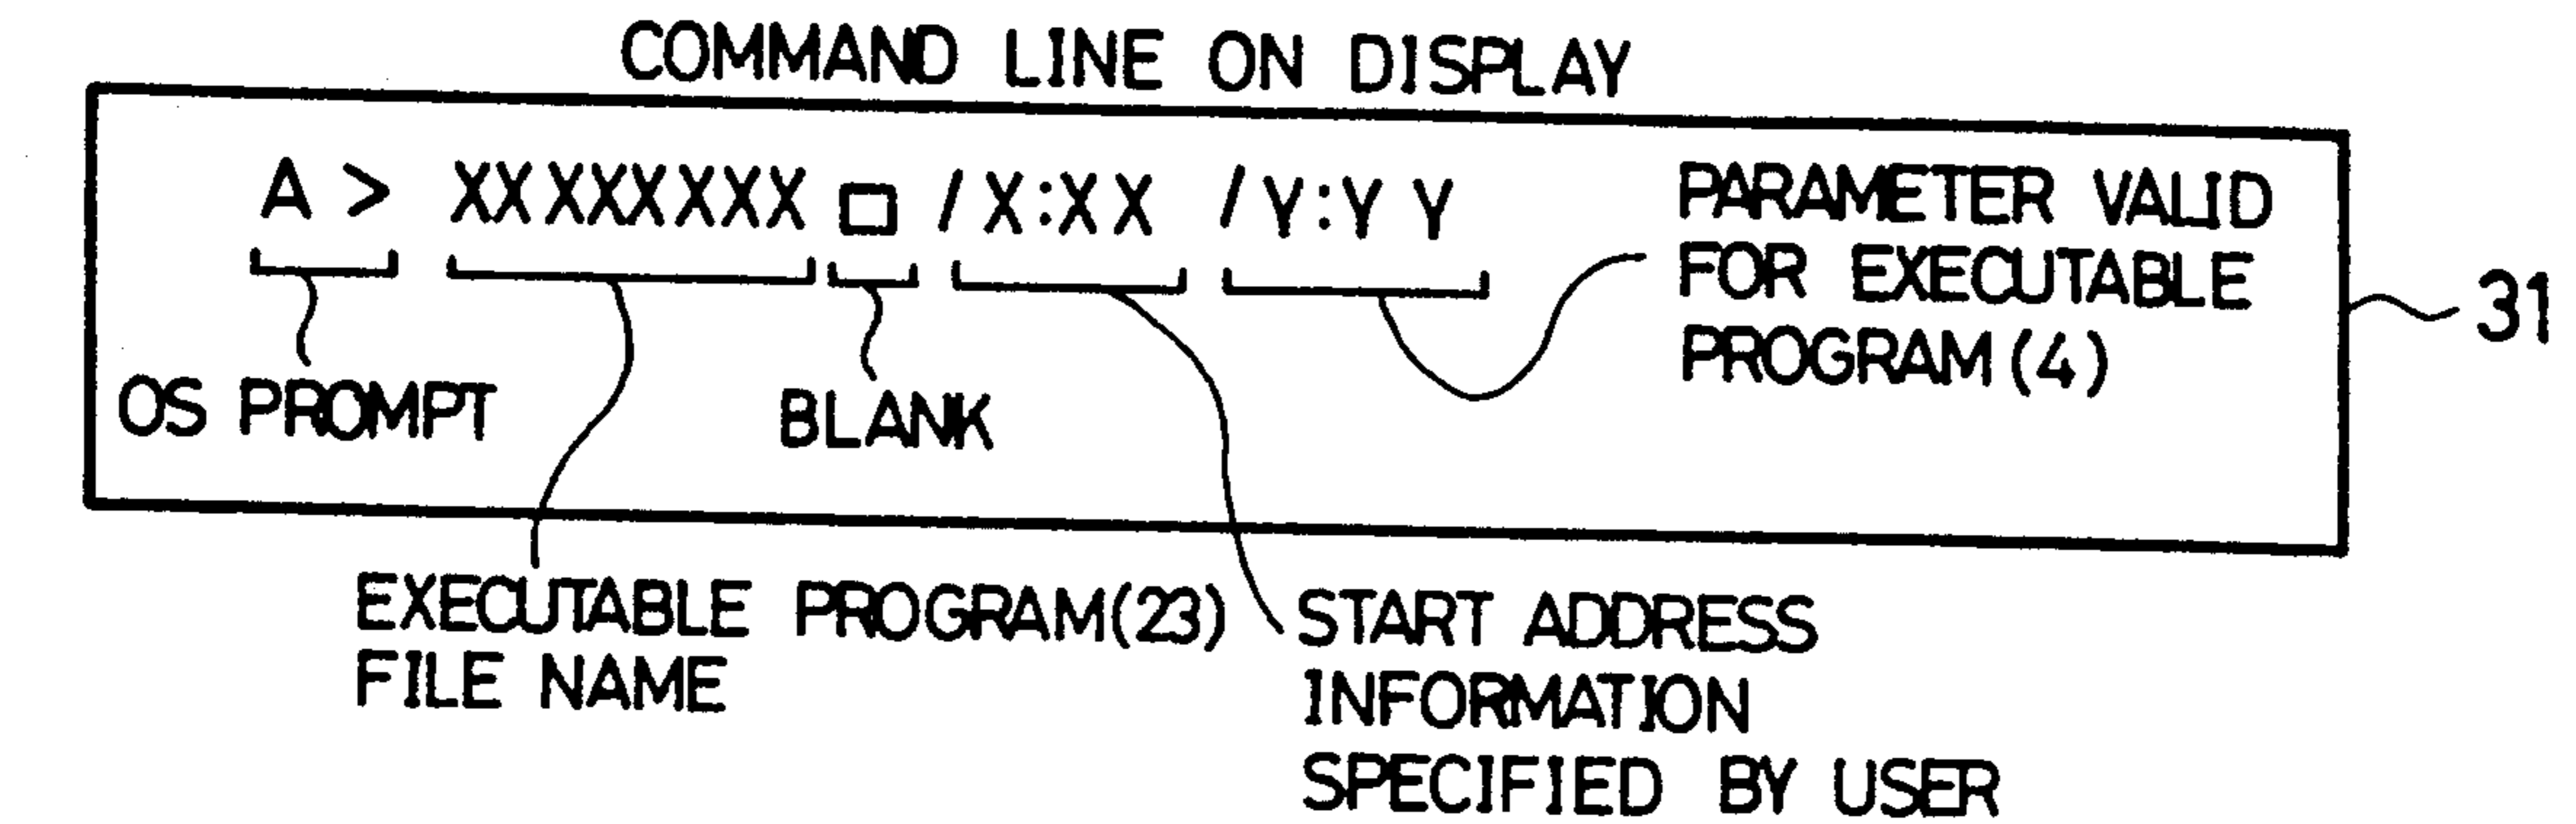 COMMAND LINE ON DISPLAY
A > XXXXXXXX □ /X:XX /Y:YY
PARAMETER VALID
FOR EXECUTABLE
PROGRAM(4)
31
OS PROMPT
BLANK
EXECUTABLE PROGRAM(23)
FILE NAME
START ADDRESS
INFORMATION
SPECIFIED BY USER